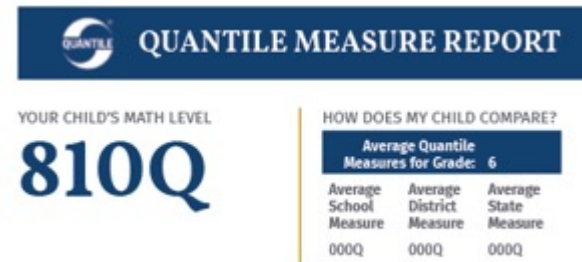 QUANTILE
QUANTILE MEASURE REPORT
YOUR CHILD'S MATH LEVEL
810Q
HOW DOES MY CHILD COMPARE?
Average Quantile
Measures for Grade: 6
Average Average Average
School District State
Measure Measure Measure
000Q 000Q 000Q